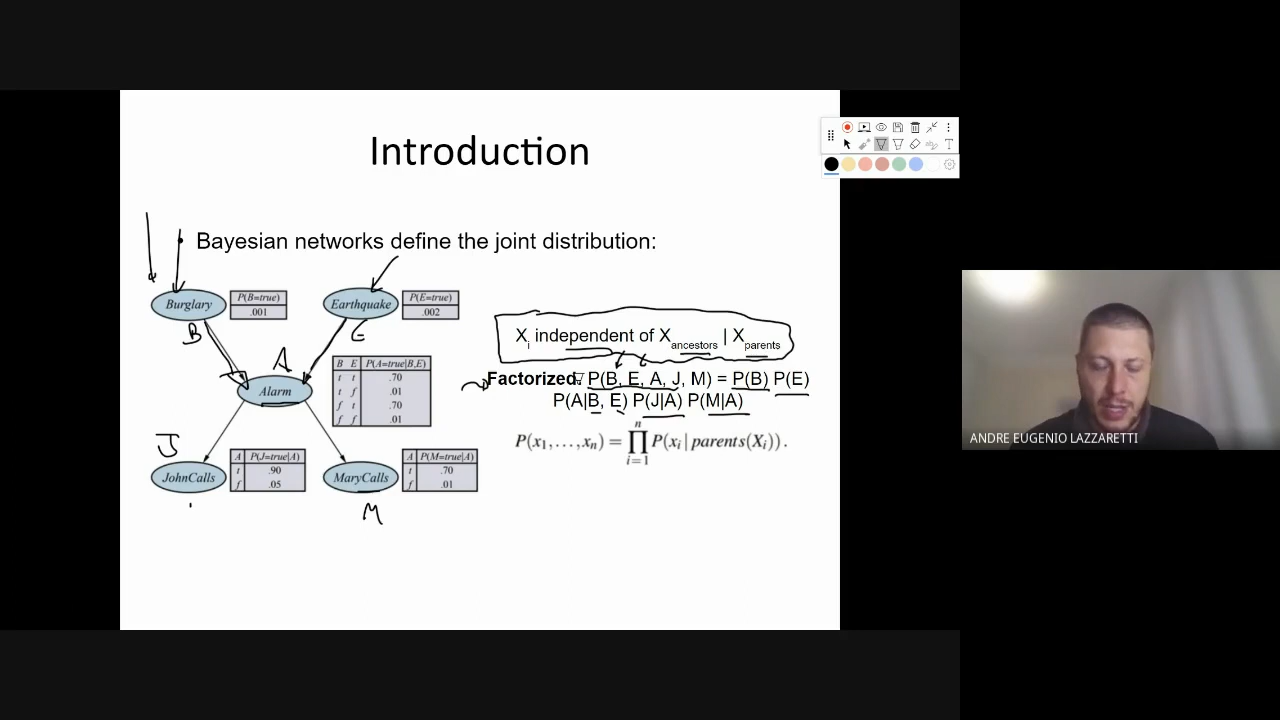 Introduction
Bayesian networks define the joint distribution:
Burglary
P(B=true)
.001
Earthquake
P(E=true)
.002
B
E
A
Alarm
B E P(A=true|B,E)
t t .70
t f .01
f t .70
f f .01
J
JohnCalls
A P(J=true|A)
t .90
f .05
MaryCalls
A P(M=true|A)
t .70
f .01
M
Xi independent of Xancestors | Xparents
Factorized: P(B, E, A, J, M) = P(B) P(E)
P(A|B, E) P(J|A) P(M|A)
P(x1,...,xn) = ∏ i=1 n P(xi | parents(Xi)).
ANDRE EUGENIO LAZZARETTI